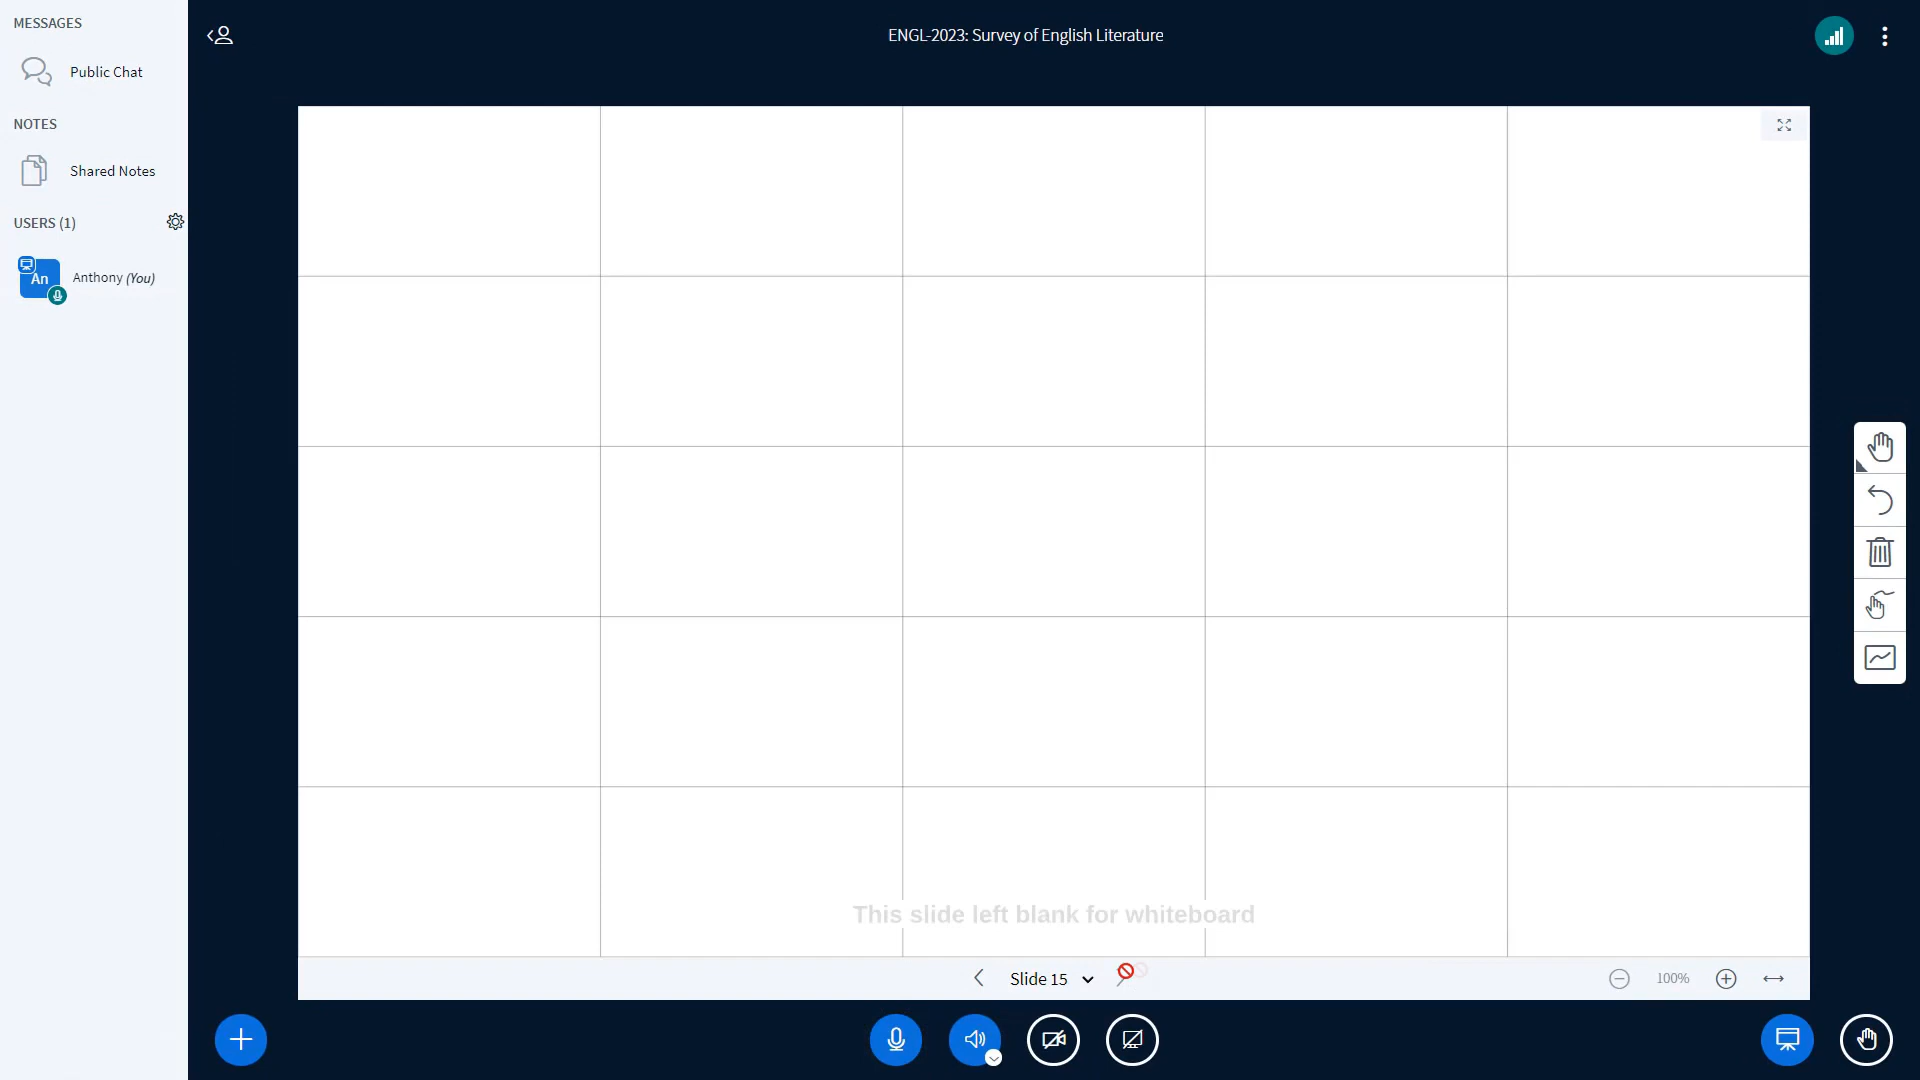 MESSAGES
Public Chat
NOTES
Shared Notes
USERS (1)
An
Anthony (You)
ENGL-2023: Survey of English Literature
This slide left blank for whiteboard
Slide 15
100%